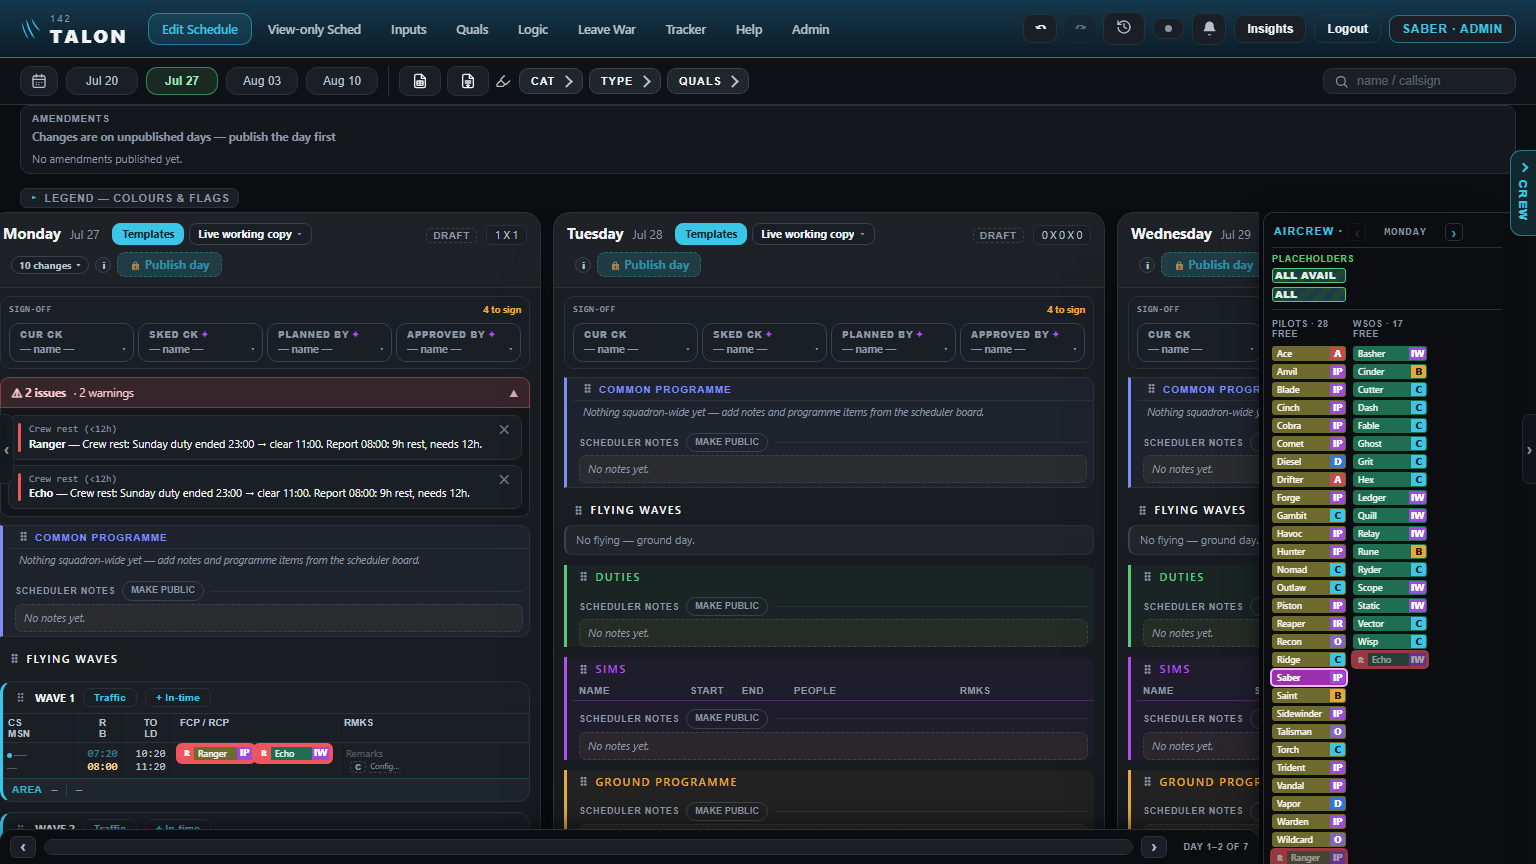 142
TALON
Edit Schedule
View-only Sched
Inputs
Quals
Logic
Leave War
Tracker
Help
Admin
Insights
Logout
SABER · ADMIN
Jul 20
Jul 27
Aug 03
Aug 10
CAT
TYPE
QUALS
name / callsign
AMENDMENTS
Changes are on unpublished days — publish the day first
No amendments published yet.
LEGEND — COLOURS & FLAGS
CREW
Monday Jul 27
Templates
Live working copy
DRAFT
1X1
10 changes
i
Publish day
SIGN-OFF
4 to sign
CUR CK
— name —
SKED CK
— name —
PLANNED BY
— name —
APPROVED BY
— name —
2 issues · 2 warnings
Crew rest (<12h)
Ranger — Crew rest: Sunday duty ended 23:00 → clear 11:00. Report 08:00: 9h rest, needs 12h.
Crew rest (<12h)
Echo — Crew rest: Sunday duty ended 23:00 → clear 11:00. Report 08:00: 9h rest, needs 12h.
COMMON PROGRAMME
Nothing squadron-wide yet — add notes and programme items from the scheduler board.
SCHEDULER NOTES
MAKE PUBLIC
No notes yet.
FLYING WAVES
WAVE 1
Traffic
+ In-time
CS
MSN
R
B
TO
LD
FCP / RCP
RMKS
—
—
07:20
08:00
10:20
11:20
R Ranger IP
R Echo IW
Remarks
C Config...
AREA — —
WAVE 2
Traffic
+ In-time
Tuesday Jul 28
Templates
Live working copy
DRAFT
0X0X0
i
Publish day
SIGN-OFF
4 to sign
CUR CK
— name —
SKED CK
— name —
PLANNED BY
— name —
APPROVED BY
— name —
COMMON PROGRAMME
Nothing squadron-wide yet — add notes and programme items from the scheduler board.
SCHEDULER NOTES
MAKE PUBLIC
No notes yet.
FLYING WAVES
No flying — ground day.
DUTIES
SCHEDULER NOTES
MAKE PUBLIC
No notes yet.
SIMS
NAME START END PEOPLE RMKS
SCHEDULER NOTES
MAKE PUBLIC
No notes yet.
GROUND PROGRAMME
SCHEDULER NOTES
MAKE PUBLIC
Wednesday Jul 29
i
Publish day
SIGN-OFF
CUR CK
— name —
COMMON PROGR
Nothing squadron-wide y
SCHEDULER NOTES
No notes yet.
FLYING WAVES
No flying — ground day.
DUTIES
SCHEDULER NOTES
No notes yet.
SIMS
NAME S
SCHEDULER NOTES
No notes yet.
GROUND PROGR
SCHEDULER NOTES
AIRCREW ·
MONDAY
PLACEHOLDERS
ALL AVAIL
ALL
PILOTS · 28
FREE
Ace A
Anvil IP
Blade IP
Cinch IP
Cobra IP
Comet IP
Diesel D
Drifter A
Forge IP
Gambit C
Havoc IP
Hunter IP
Nomad C
Outlaw C
Piston IP
Reaper IR
Recon O
Ridge C
Saber IP
Saint B
Sidewinder IP
Talisman O
Torch C
Trident IP
Vandal IP
Vapor D
Warden IP
Wildcard O
R Ranger IP
WSOS · 17
FREE
Basher IW
Cinder B
Cutter C
Dash C
Fable C
Ghost C
Grit C
Hex C
Ledger IW
Quill IW
Relay IW
Rune B
Ryder C
Scope IW
Static IW
Vector C
Wisp C
R Echo IW
DAY 1–2 OF 7